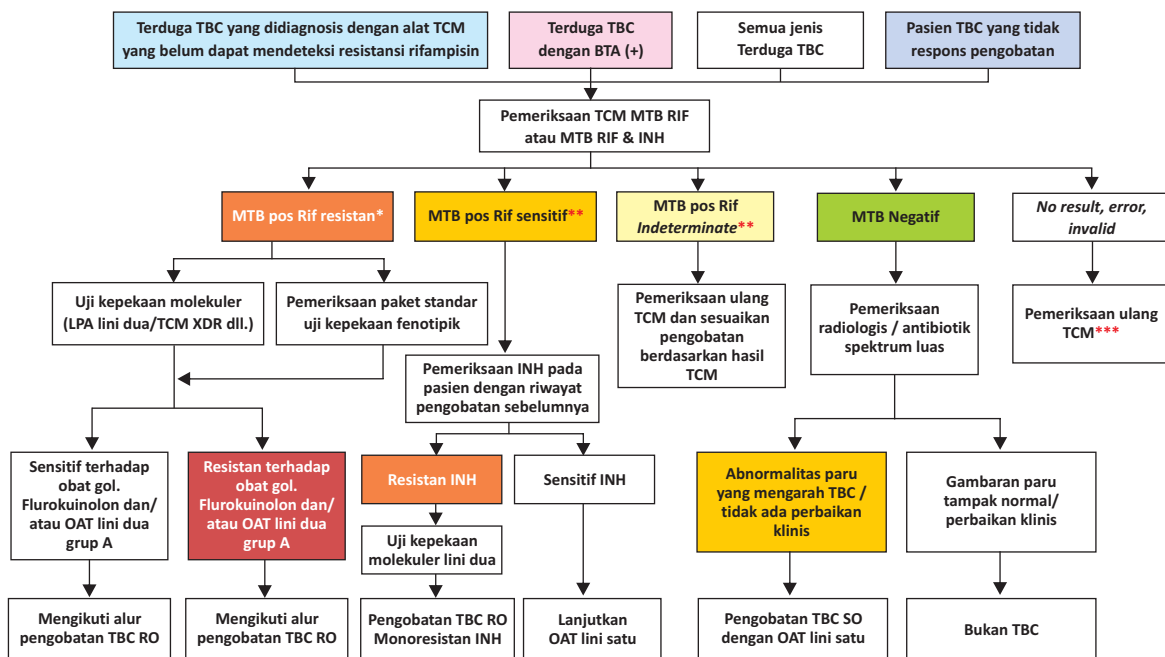 Terduga TBC yang didiagnosis dengan alat TCM
yang belum dapat mendeteksi resistansi rifampisin
Terduga TBC
dengan BTA (+)
Semua jenis
Terduga TBC
Pasien TBC yang tidak
respons pengobatan
Pemeriksaan TCM MTB RIF
atau MTB RIF & INH
MTB pos Rif resistan*
MTB pos Rif sensitif**
MTB pos Rif
Indeterminate**
MTB Negatif
No result, error,
invalid
Uji kepekaan molekuler
(LPA lini dua/TCM XDR dll.)
Pemeriksaan paket standar
uji kepekaan fenotipik
Pemeriksaan INH pada
pasien dengan riwayat
pengobatan sebelumnya
Pemeriksaan ulang
TCM dan sesuaikan
pengobatan
berdasarkan hasil
TCM
Pemeriksaan
radiologis / antibiotik
spektrum luas
Pemeriksaan ulang
TCM***
Sensitif terhadap
obat gol.
Flurokuinolon dan/
atau OAT lini dua
grup A
Resistan terhadap
obat gol.
Flurokuinolon dan/
atau OAT lini dua
grup A
Resistan INH
Sensitif INH
Abnormalitas paru
yang mengarah TBC /
tidak ada perbaikan
klinis
Gambaran paru
tampak normal/
perbaikan klinis
Uji kepekaan
molekuler lini dua
Mengikuti alur
pengobatan TBC RO
Mengikuti alur
pengobatan TBC RO
Pengobatan TBC RO
Monoresistan INH
Lanjutkan
OAT lini satu
Pengobatan TBC SO
dengan OAT lini satu
Bukan TBC